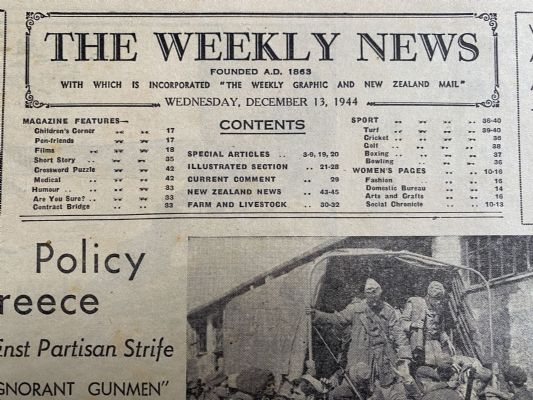 THE WEEKLY NEWS
FOUNDED A.D. 1863
WITH WHICH IS INCORPORATED "THE WEEKLY GRAPHIC AND NEW ZEALAND MAIL"
WEDNESDAY, DECEMBER 13, 1944
CONTENTS
MAGAZINE FEATURES—
Children's Corner .. .. 17
Pen-friends .. .. 17
Films .. .. 18
Short Story .. .. 35
Crossword Puzzle .. .. 42
Medical .. .. 42
Humour .. .. 33
Are You Sure? .. .. 33
Contract Bridge .. .. 33
SPECIAL ARTICLES .. 3-9, 19, 20
ILLUSTRATED SECTION .. 21-28
CURRENT COMMENT .. 29
NEW ZEALAND NEWS .. 43-45
FARM AND LIVESTOCK .. 30-32
SPORT .. .. .. 36-40
Turf .. .. .. 39-40
Cricket .. .. .. 36
Golf .. .. .. 38
Boxing .. .. .. 37
Bowling .. .. .. 36
WOMEN'S PAGES .. .. 10-16
Fashion .. .. .. 16
Domestic Bureau .. .. 14
Arts and Crafts .. .. 16
Social Chronicle .. .. 10-13
Policy
reece
inst Partisan Strife
GNORANT GUNMEN"